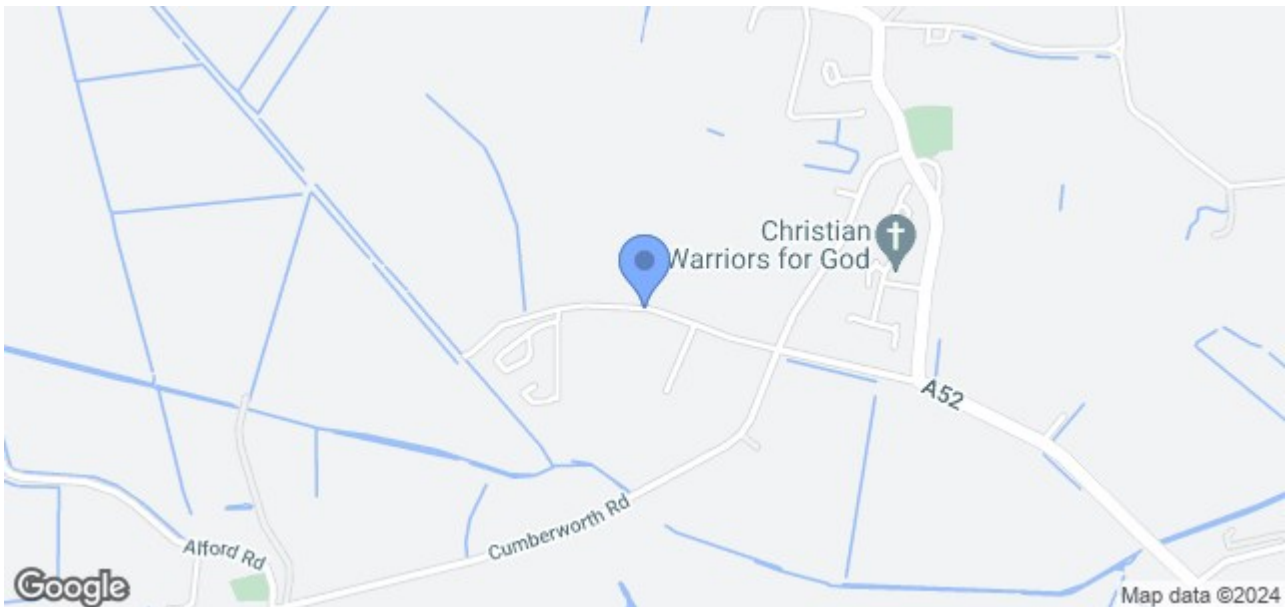 Christian
Warriors for God
A52
Cumberworth Rd
Alford Rd
Google
Map data ©2024